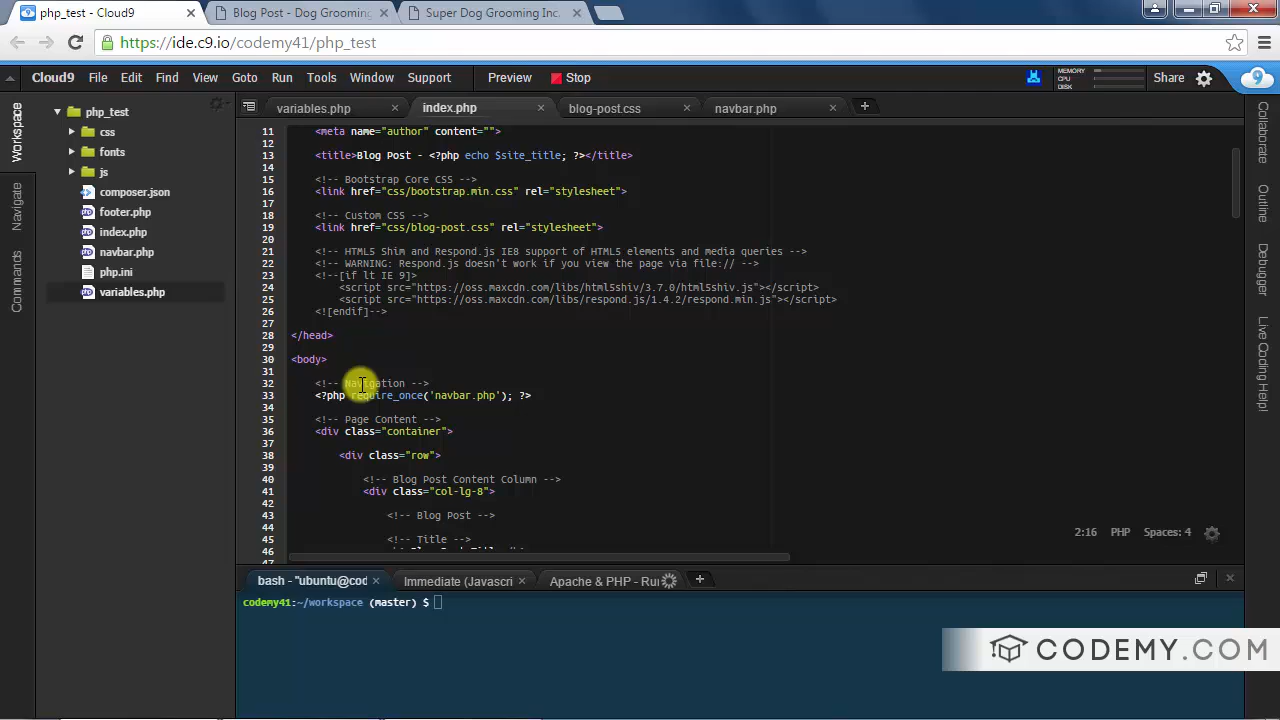 php_test - Cloud9
Blog Post - Dog Grooming
Super Dog Grooming Inc.
https://ide.c9.io/codemy41/php_test
Cloud9 File Edit Find View Goto Run Tools Window Support Preview Stop
MEMORY
CPU
DISK
Share
9
Workspace
Navigate
Commands
php_test
css
fonts
js
composer.json
footer.php
index.php
navbar.php
php.ini
variables.php
variables.php index.php blog-post.css navbar.php
11 <meta name="author" content="">
12
13 <title>Blog Post - <?php echo $site_title; ?></title>
14
15 <!-- Bootstrap Core CSS -->
16 <link href="css/bootstrap.min.css" rel="stylesheet">
17
18 <!-- Custom CSS -->
19 <link href="css/blog-post.css" rel="stylesheet">
20
21 <!-- HTML5 Shim and Respond.js IE8 support of HTML5 elements and media queries -->
22 <!-- WARNING: Respond.js doesn't work if you view the page via file:// -->
23 <!--[if lt IE 9]>
24 <script src="https://oss.maxcdn.com/libs/html5shiv/3.7.0/html5shiv.js"></script>
25 <script src="https://oss.maxcdn.com/libs/respond.js/1.4.2/respond.min.js"></script>
26 <![endif]-->
27
28 </head>
29
30 <body>
31
32 <!-- Navigation -->
33 <?php require_once('navbar.php'); ?>
34
35 <!-- Page Content -->
36 <div class="container">
37
38 <div class="row">
39
40 <!-- Blog Post Content Column -->
41 <div class="col-lg-8">
42
43 <!-- Blog Post -->
44
45 <!-- Title -->
46
47
2:16 PHP Spaces: 4
Collaborate
Outline
Live Coding Help!
bash - "ubuntu@cod
Immediate (Javascri
Apache & PHP - Ru
codemy41:~/workspace (master) $
CODEMY.COM